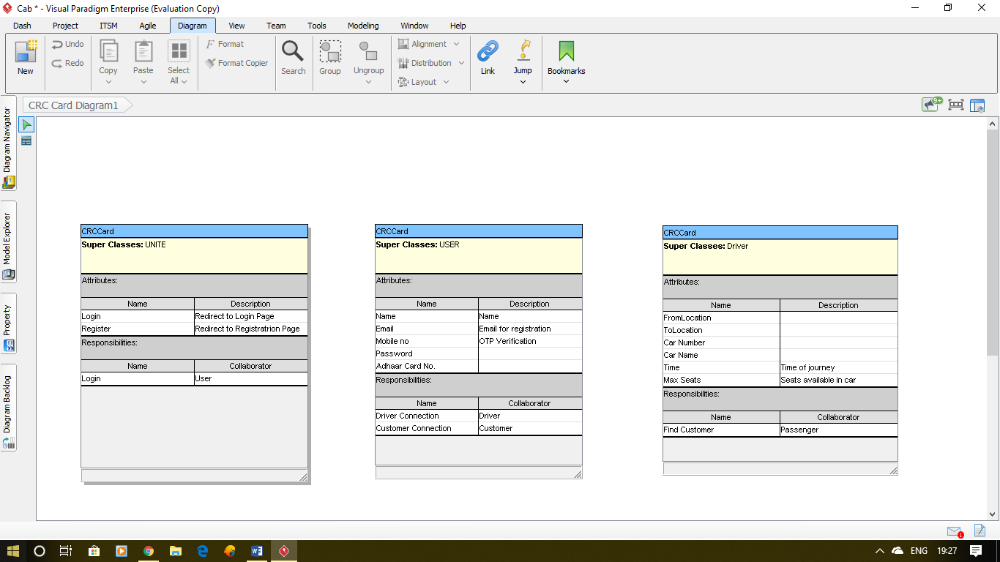 Cab * - Visual Paradigm Enterprise (Evaluation Copy)
Dash Project ITSM Agile Diagram View Team Tools Modeling Window Help
New
Undo
Redo
Copy
Paste
Select All
Format
Format Copier
Search
Group
Ungroup
Alignment
Distribution
Layout
Link
Jump
Bookmarks
CRC Card Diagram1
9+
Diagram Navigator
Model Explorer
Property
Diagram Backlog
CRCCard
Super Classes: UNITE
Attributes:
Name Description
Login Redirect to Login Page
Register Redirect to Registratrion Page
Responsibilities:
Name Collaborator
Login User
CRCCard
Super Classes: USER
Attributes:
Name Description
Name Name
Email Email for registration
Mobile no OTP Verification
Password
Adhaar Card No.
Responsibilities:
Name Collaborator
Driver Connection Driver
Customer Connection Customer
CRCCard
Super Classes: Driver
Attributes:
Name Description
FromLocation
ToLocation
Car Number
Car Name
Time Time of journey
Max Seats Seats available in car
Responsibilities:
Name Collaborator
Find Customer Passenger
1
ENG 19:27